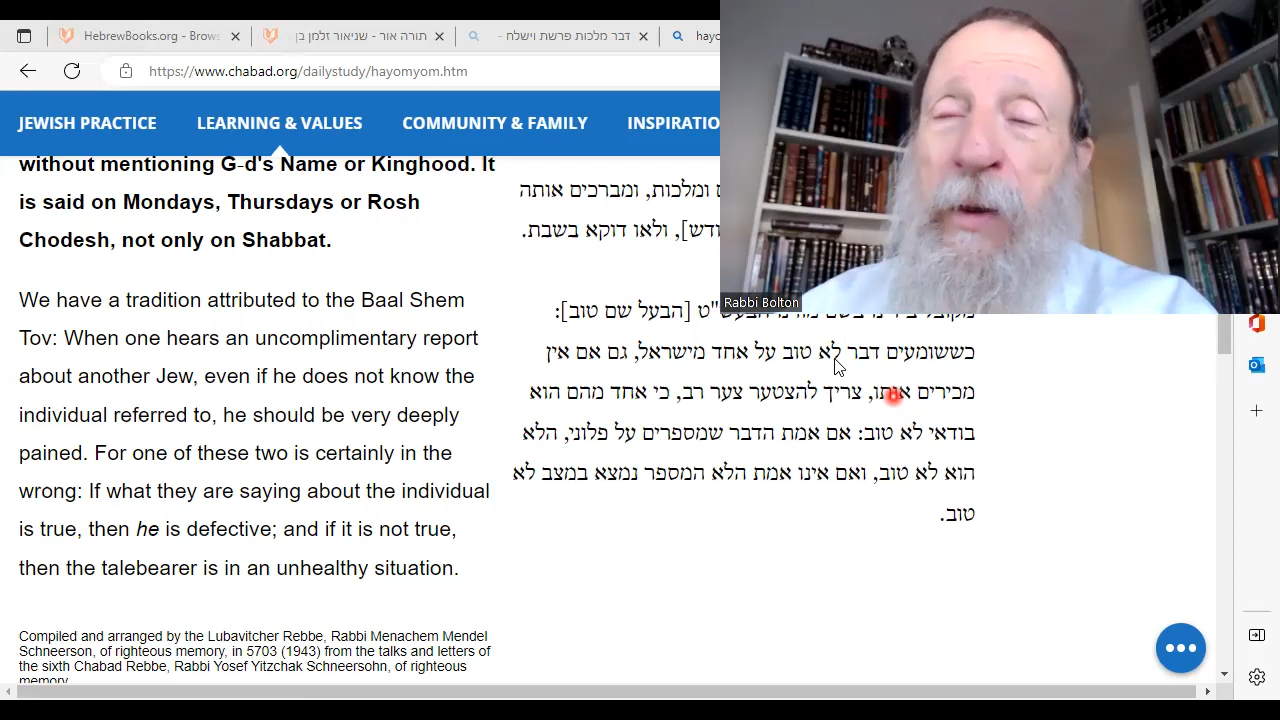 HebrewBooks.org - Brows
תורה אור - שניאור זלמן בן
דבר מלכות פרשת וישלח -
hayo
https://www.chabad.org/dailystudy/hayomyom.htm
JEWISH PRACTICE
LEARNING & VALUES
COMMUNITY & FAMILY
INSPIRATIO
without mentioning G-d's Name or Kinghood. It
is said on Mondays, Thursdays or Rosh
Chodesh, not only on Shabbat.
We have a tradition attributed to the Baal Shem
Tov: When one hears an uncomplimentary report
about another Jew, even if he does not know the
individual referred to, he should be very deeply
pained. For one of these two is certainly in the
wrong: If what they are saying about the individual
is true, then he is defective; and if it is not true,
then the talebearer is in an unhealthy situation.
Compiled and arranged by the Lubavitcher Rebbe, Rabbi Menachem Mendel
Schneerson, of righteous memory, in 5703 (1943) from the talks and letters of
the sixth Chabad Rebbe, Rabbi Yosef Yitzchak Schneersohn, of righteous
memory
ומלכות, ומברכים אותה
ולאו דוקא בשבת.
[הבעל שם טוב]:
כששומעים דבר לא טוב על אחד מישראל, גם אם אין
מכירים אותו, צריך להצטער צער רב, כי אחד מהם הוא
בודאי לא טוב: אם אמת הדבר שמספרים על פלוני, הלא
הוא לא טוב, ואם אינו אמת הלא המספר נמצא במצב לא
טוב.
Rabbi Bolton